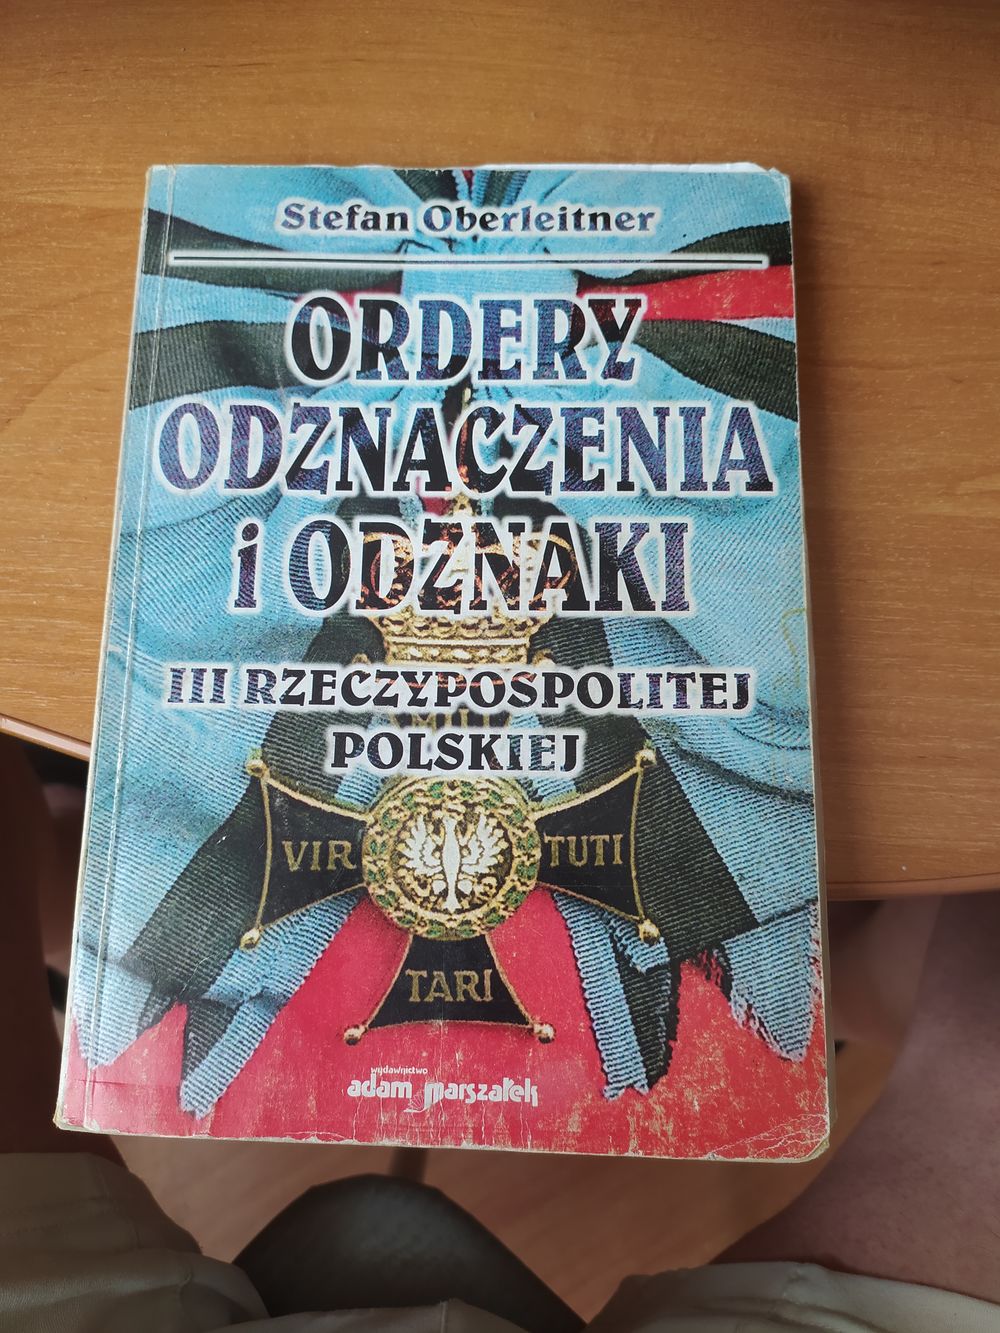 Stefan Oberleitner
ORDERY
ODZNACZENIA
i ODZNAKI
III RZECZYPOSPOLITEJ
POLSKIEJ
VIR TUTI
TARI
wydawnictwo
adam marszałek